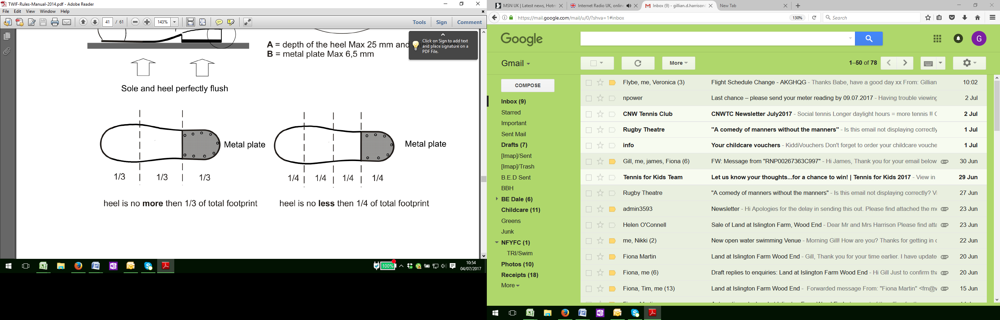 TWIF-Rules-Manual-2014.pdf - Adobe Reader
File Edit View Window Help
41 / 61 143% Tools Sign Comment
A = depth of the heel Max 25 mm and
B = metal plate Max 6,5 mm
Click on Sign to add text
and place signature on a
PDF File.
Sole and heel perfectly flush
Metal plate
Metal plate
1/3 1/3 1/3
1/4 1/4 1/4 1/4
heel is no more then 1/3 of total footprint
heel is no less then 1/4 of total footprint
100%
10:54
04/07/2017
MSN UK | Latest news, Hotm
Internet Radio UK, online
Inbox (9) - gillian.d.harrison
New Tab
https://mail.google.com/mail/u/0/?shva=1#inbox 130% Search
Google
G
Gmail More 1–50 of 78
COMPOSE
Inbox (9)
Starred
Important
Sent Mail
Drafts (7)
[Imap]/Sent
[Imap]/Trash
B.E.D Sent
BBH
BE Dale (6)
Childcare (11)
Greens
Junk
NFYFC (1)
TRI/Swim
Photos (10)
Receipts (18)
More
Flybe, me, Veronica (3) Flight Schedule Change - AKGHQG - Thanks Babe, have a good day xx From: Gillian 10:02
npower Last chance – please send your meter reading by 09.07.2017 - Having trouble viewing 2 Jul
CNW Tennis Club CNWTC Newsletter July2017 - Social tennis Longer daylight hours = more tennis !! 2 Jul
Rugby Theatre "A comedy of manners without the manners" - Is this email not displaying correctly 1 Jul
info Your childcare vouchers - KiddiVouchers Don't forget to order your childcare vouche 1 Jul
Gill, me, james, Fiona (6) FW: Message from "RNP00267363C997" - Hi James, Thank you for your email below 30 Jun
Tennis for Kids Team Let us know your thoughts...for a chance to win! | Tennis for Kids 2017 - View in 29 Jun
Rugby Theatre "A comedy of manners without the manners" - Is this email not displaying correctly? Vi 27 Jun
admin3593 Newsletter - Hi Apologies for the delay in sending this out. Please find attached the mo 23 Jun
Helen O'Connell Sale of Land at Islington Farm, Wood End - Dear Mr and Mrs Harrison Please find atta 23 Jun
me, Nikki (2) New open water swimming Venue - Morning Gill! How are you? Thanks for getting in c 22 Jun
Fiona Martin Land at Islington Farm Wood End - Gill, Thank you for your time earlier. I have update 20 Jun
Fiona, me (6) Draft replies to enquiries: Land at Islington Farm Wood End - Hi Gill Just to confirm tha 20 Jun
Fiona, Tim, me (13) Land at Islington Farm Wood End - Forwarded message From: "Fiona Martin" <fm@v 15 Jun